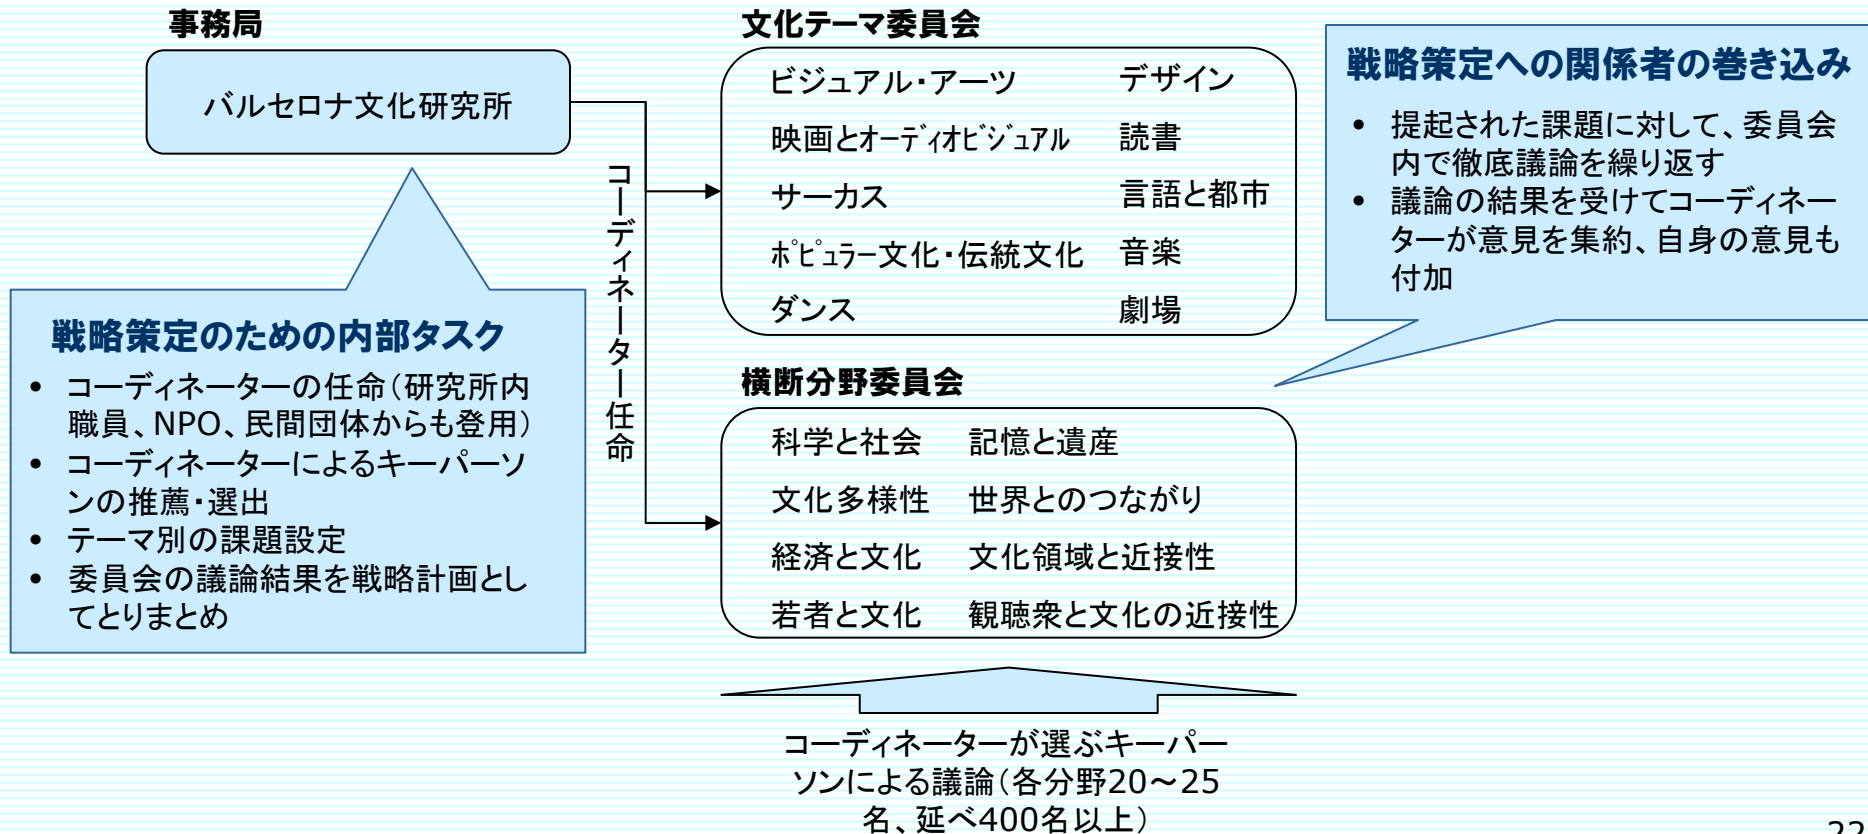 事務局
バルセロナ文化研究所
戦略策定のための内部タスク
• コーディネーターの任命（研究所内
職員、NPO、民間団体からも登用）
• コーディネーターによるキーパーソ
ンの推薦・選出
• テーマ別の課題設定
• 委員会の議論結果を戦略計画とし
てとりまとめ
コーディネーター任命
文化テーマ委員会
ビジュアル・アーツ デザイン
映画とｵｰﾃﾞｨｵﾋﾞｼﾞｭｱﾙ 読書
サーカス 言語と都市
ﾎﾟﾋﾟｭﾗｰ文化・伝統文化 音楽
ダンス 劇場
横断分野委員会
科学と社会 記憶と遺産
文化多様性 世界とのつながり
経済と文化 文化領域と近接性
若者と文化 観聴衆と文化の近接性
コーディネーターが選ぶキーパー
ソンによる議論（各分野20～25
名、延べ400名以上）
戦略策定への関係者の巻き込み
• 提起された課題に対して、委員会
内で徹底議論を繰り返す
• 議論の結果を受けてコーディネー
ターが意見を集約、自身の意見も
付加
22